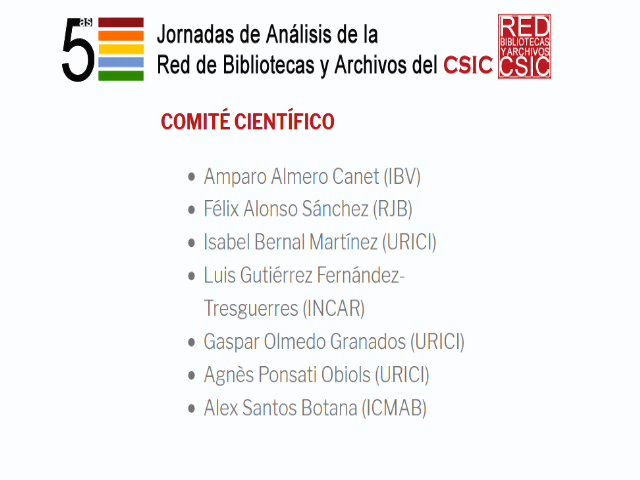 5as
Jornadas de Análisis de la
Red de Bibliotecas y Archivos del CSIC
RED
BIBLIOTECAS
Y ARCHIVOS
CSIC
COMITÉ CIENTÍFICO
• Amparo Almero Canet (IBV)
• Félix Alonso Sánchez (RJB)
• Isabel Bernal Martínez (URICI)
• Luis Gutiérrez Fernández-
Tresguerres (INCAR)
• Gaspar Olmedo Granados (URICI)
• Agnès Ponsati Obiols (URICI)
• Alex Santos Botana (ICMAB)